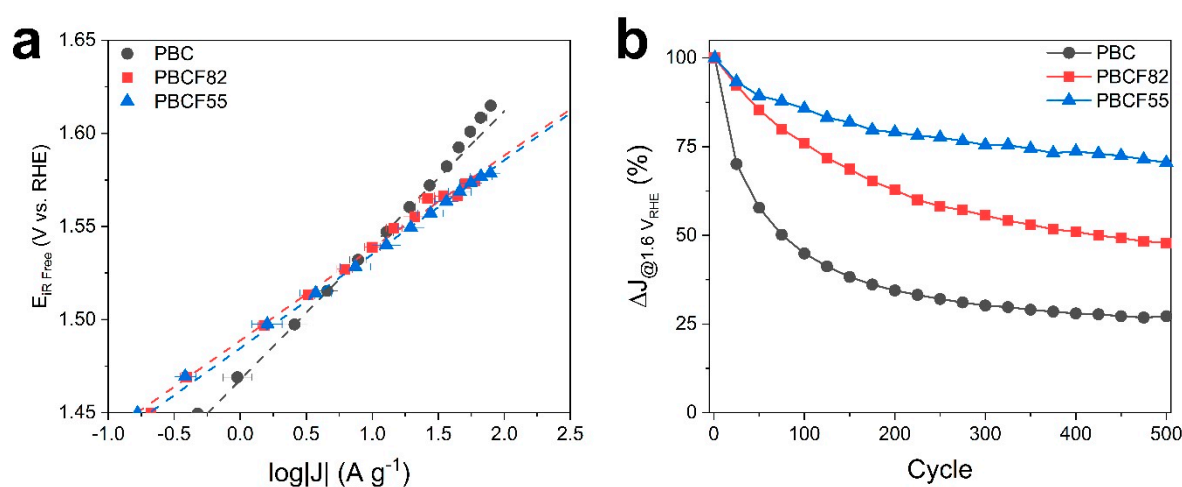 a
PBC
PBCF82
PBCF55
1.65
1.60
1.55
1.50
1.45
E_iR Free (V vs. RHE)
-1.0 -0.5 0.0 0.5 1.0 1.5 2.0 2.5
log|J| (A g⁻¹)
b
PBC
PBCF82
PBCF55
100
75
50
25
0
ΔJ_@1.6 V_RHE (%)
0 100 200 300 400 500
Cycle